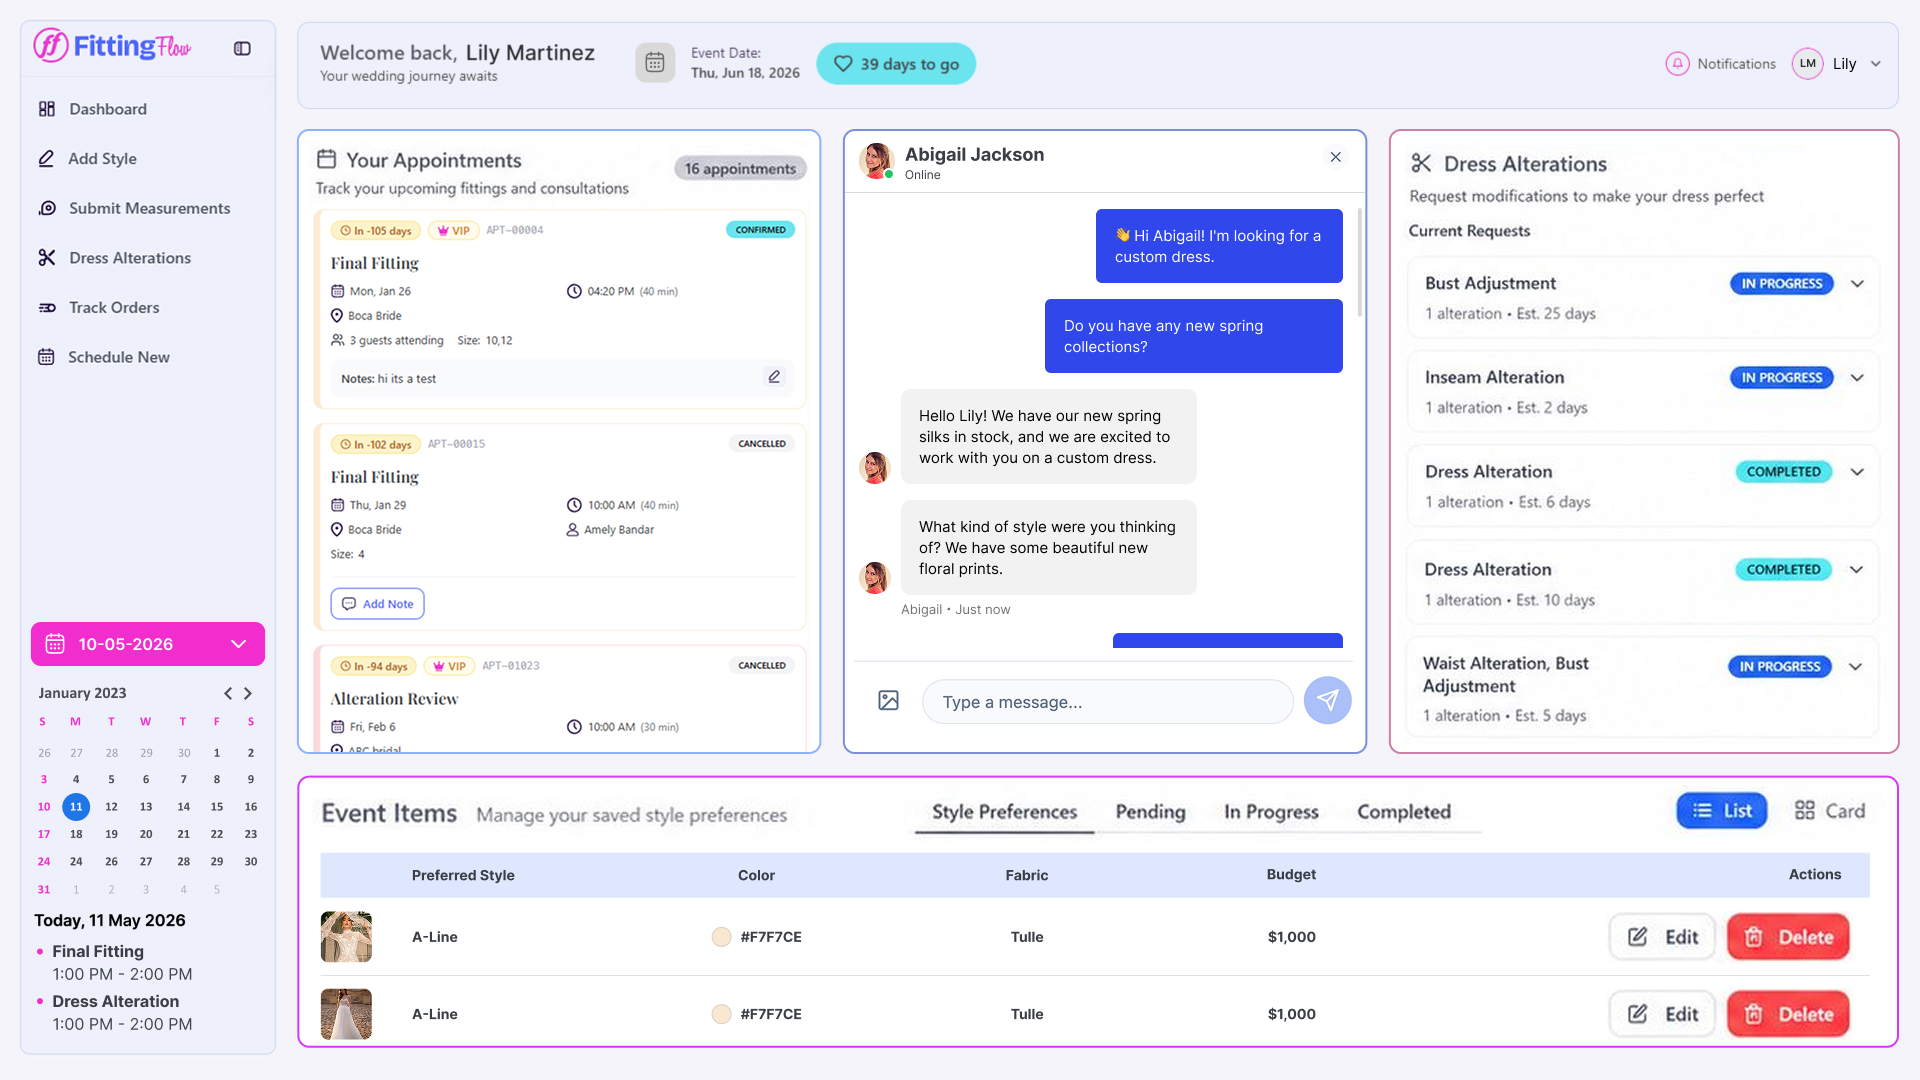 FittingFlow
Dashboard
Add Style
Submit Measurements
Dress Alterations
Track Orders
Schedule New
10-05-2026
January 2023
S M T W T F S
26 27 28 29 30 1 2
3 4 5 6 7 8 9
10 11 12 13 14 15 16
17 18 19 20 21 22 23
24 24 26 27 28 29 30
31 1 2 3 4 5
Today, 11 May 2026
Final Fitting
1:00 PM - 2:00 PM
Dress Alteration
1:00 PM - 2:00 PM
Welcome back, Lily Martinez
Your wedding journey awaits
Event Date:
Thu, Jun 18, 2026
39 days to go
Notifications
LM
Lily
Your Appointments
16 appointments
Track your upcoming fittings and consultations
In -105 days VIP APT-00004 CONFIRMED
Final Fitting
Mon, Jan 26 04:20 PM (40 min)
Boca Bride
3 guests attending Size: 10,12
Notes: hi its a test
In -102 days APT-00015 CANCELLED
Final Fitting
Thu, Jan 29 10:00 AM (40 min)
Boca Bride Amely Bandar
Size: 4
Add Note
In -94 days VIP APT-01023 CANCELLED
Alteration Review
Fri, Feb 6 10:00 AM (30 min)
ABC bridal
Abigail Jackson
Online
👋 Hi Abigail! I'm looking for a
custom dress.
Do you have any new spring
collections?
Hello Lily! We have our new spring
silks in stock, and we are excited to
work with you on a custom dress.
What kind of style were you thinking
of? We have some beautiful new
floral prints.
Abigail • Just now
Type a message...
Dress Alterations
Request modifications to make your dress perfect
Current Requests
Bust Adjustment IN PROGRESS
1 alteration • Est. 25 days
Inseam Alteration IN PROGRESS
1 alteration • Est. 2 days
Dress Alteration COMPLETED
1 alteration • Est. 6 days
Dress Alteration COMPLETED
1 alteration • Est. 10 days
Waist Alteration, Bust IN PROGRESS
Adjustment
1 alteration • Est. 5 days
Event Items Manage your saved style preferences
Style Preferences Pending In Progress Completed
List Card
Preferred Style Color Fabric Budget Actions
A-Line #F7F7CE Tulle $1,000 Edit Delete
A-Line #F7F7CE Tulle $1,000 Edit Delete